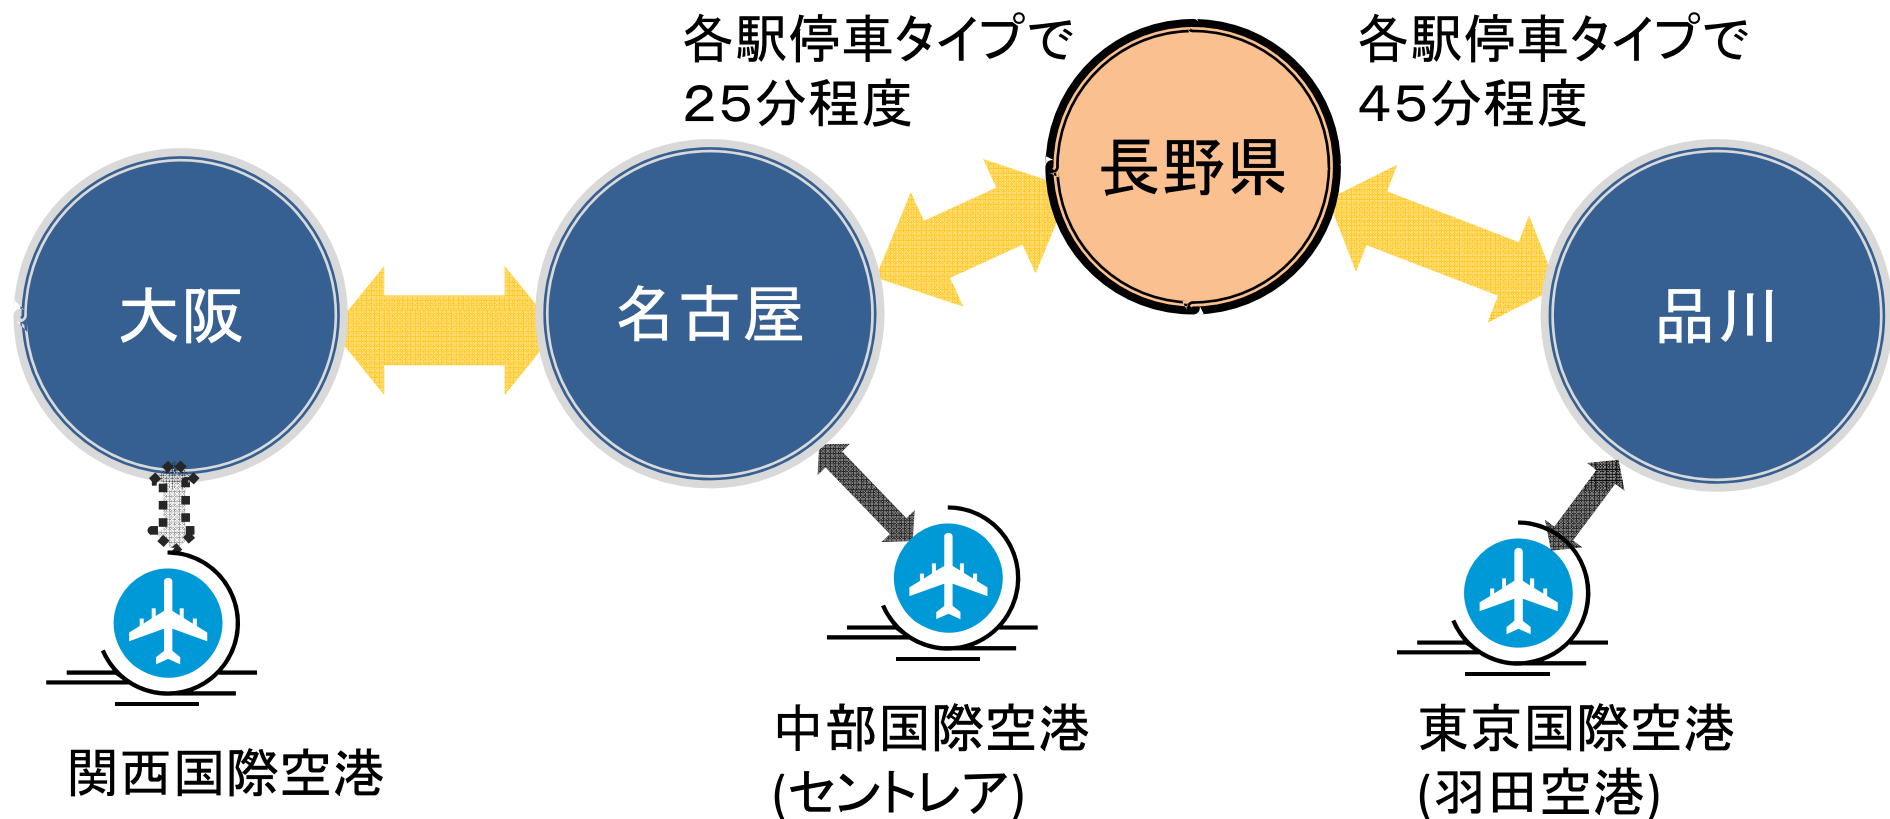 各駅停車タイプで
25分程度
各駅停車タイプで
45分程度
長野県
大阪
名古屋
品川
関西国際空港
中部国際空港
(セントレア)
東京国際空港
(羽田空港)